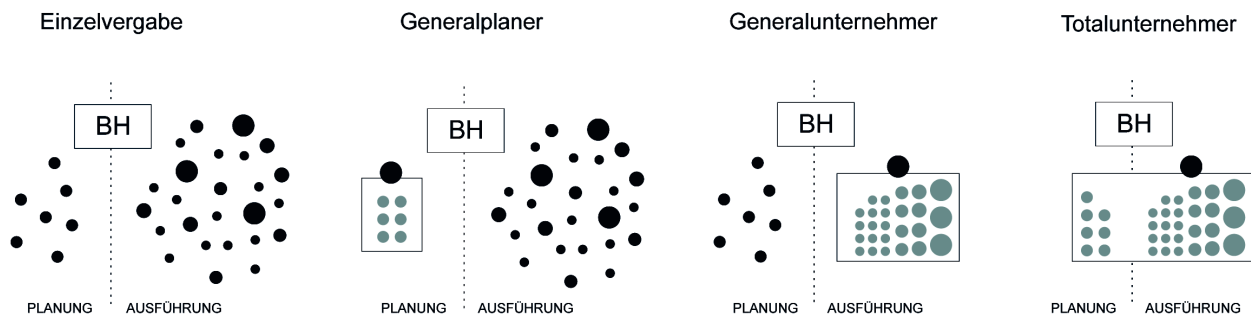 Einzelvergabe
Generalplaner
Generalunternehmer
Totalunternehmer
BH
BH
BH
BH
PLANUNG
AUSFÜHRUNG
PLANUNG
AUSFÜHRUNG
PLANUNG
AUSFÜHRUNG
PLANUNG
AUSFÜHRUNG